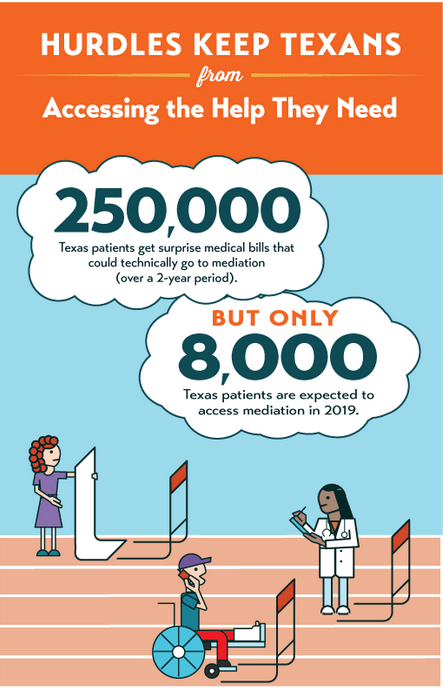 HURDLES KEEP TEXANS
from
Accessing the Help They Need
250,000
Texas patients get surprise medical bills that
could technically go to mediation
(over a 2-year period).
BUT ONLY
8,000
Texas patients are expected to
access mediation in 2019.